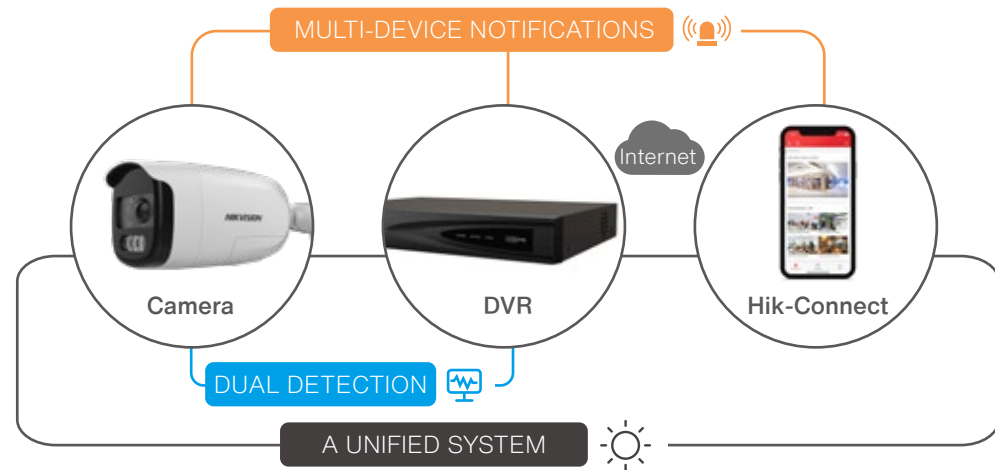 MULTI-DEVICE NOTIFICATIONS
Internet
HIKVISION
Camera
DVR
Hik-Connect
DUAL DETECTION
A UNIFIED SYSTEM